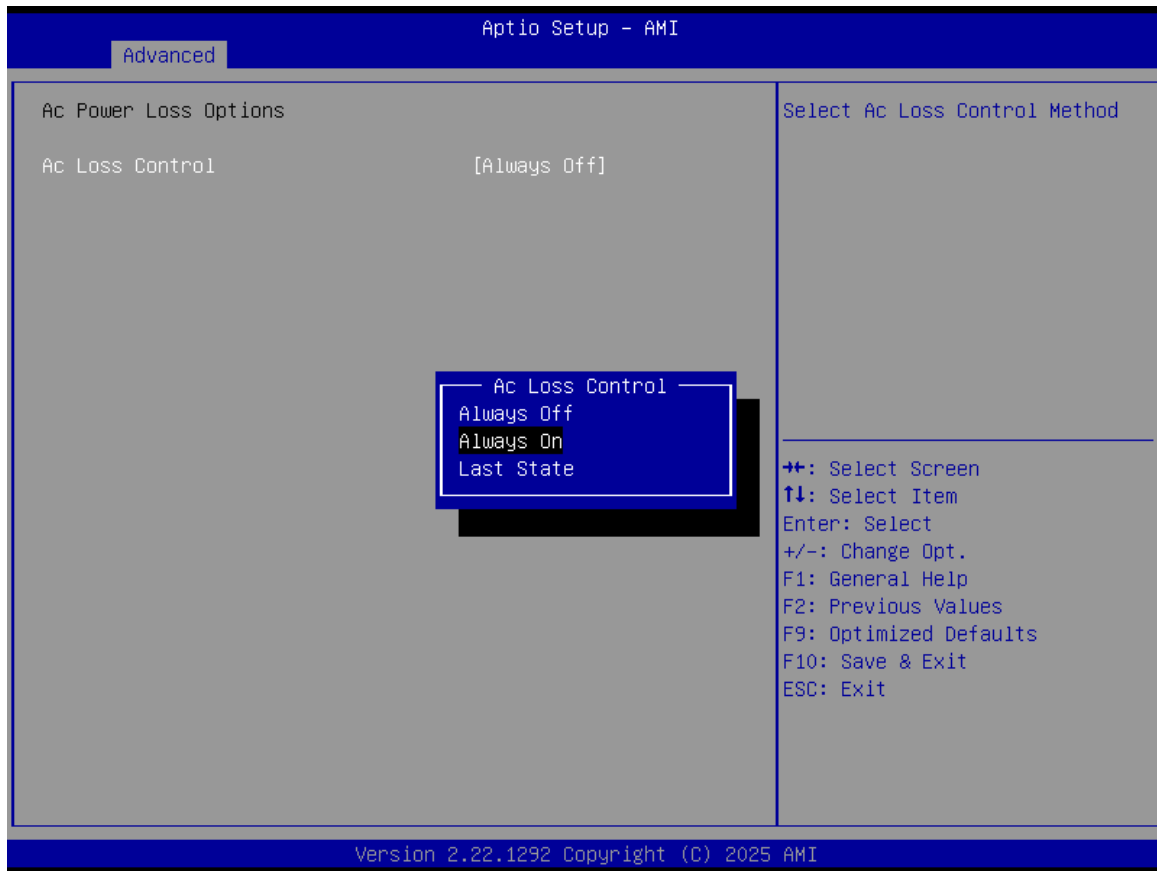 Aptio Setup – AMI
Advanced
Ac Power Loss Options
Ac Loss Control [Always Off]
Select Ac Loss Control Method
Ac Loss Control
Always Off
Always On
Last State
→←: Select Screen
↑↓: Select Item
Enter: Select
+/-: Change Opt.
F1: General Help
F2: Previous Values
F9: Optimized Defaults
F10: Save & Exit
ESC: Exit
Version 2.22.1292 Copyright (C) 2025 AMI